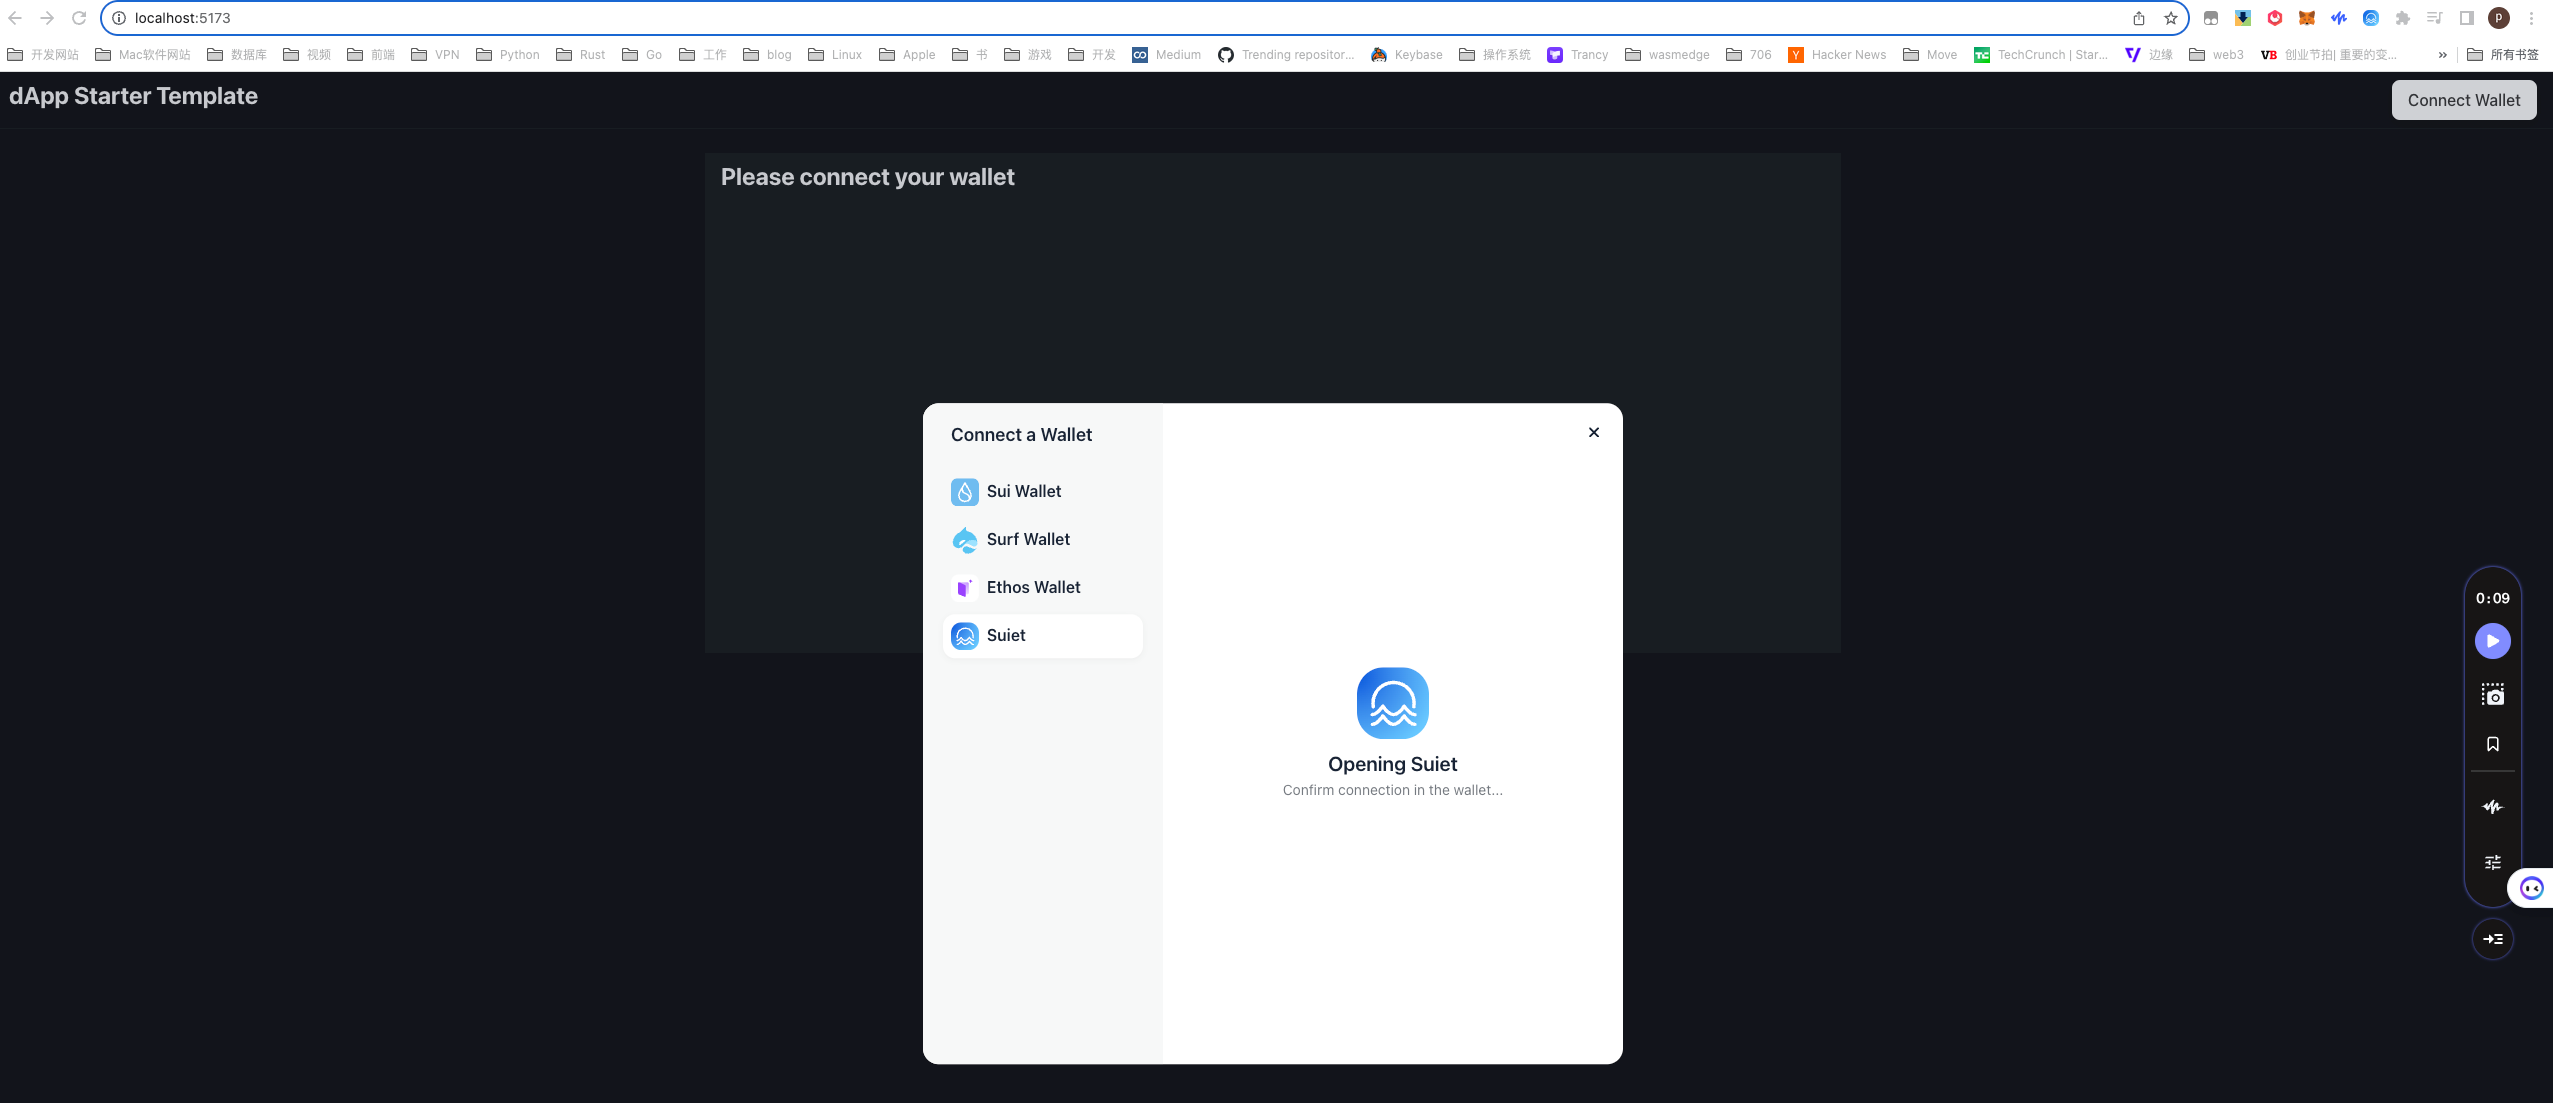 localhost:5173
p
开发网站 Mac软件网站 数据库 视频 前端 VPN Python Rust Go 工作 blog Linux Apple 书 游戏 开发 Medium Trending repositor... Keybase 操作系统 Trancy wasmedge 706 Y Hacker News Move TC TechCrunch | Star... 边缘 web3 VB 创业节拍| 重要的变... » 所有书签
dApp Starter Template
Connect Wallet
Please connect your wallet
Connect a Wallet
Sui Wallet
Surf Wallet
Ethos Wallet
Suiet
Opening Suiet
Confirm connection in the wallet...
0:09